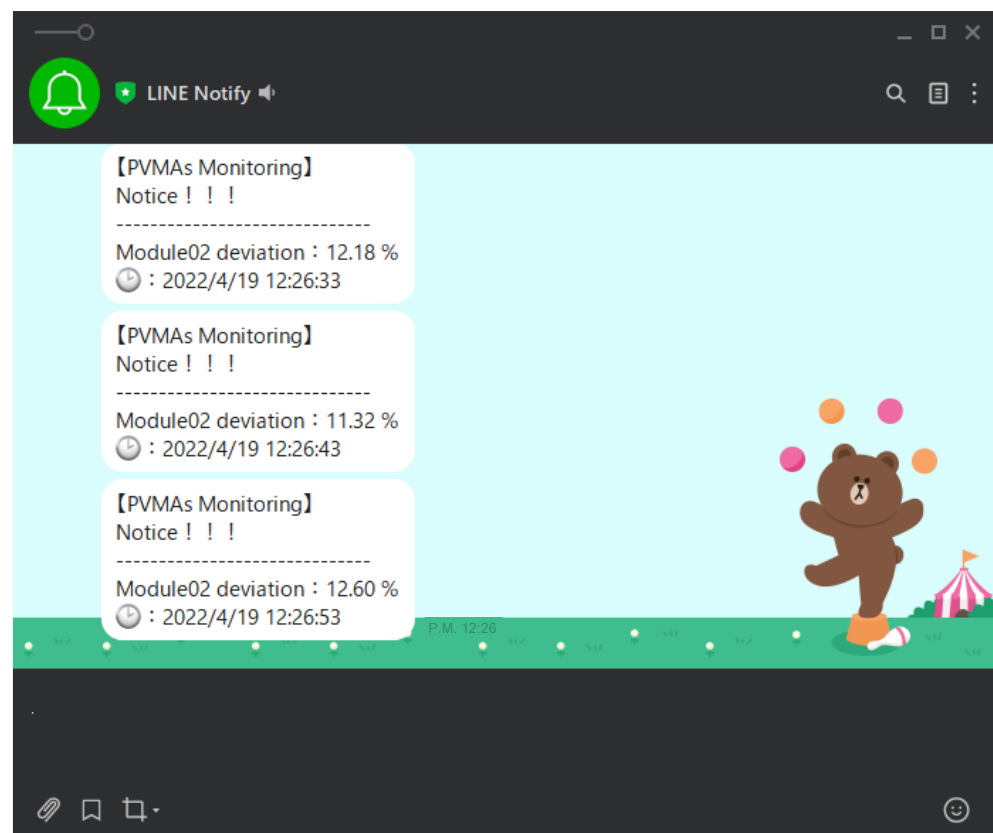 LINE Notify
【PVMAs Monitoring】
Notice！！！
------------------------------
Module02 deviation：12.18 %
🕑：2022/4/19 12:26:33
【PVMAs Monitoring】
Notice！！！
------------------------------
Module02 deviation：11.32 %
🕑：2022/4/19 12:26:43
【PVMAs Monitoring】
Notice！！！
------------------------------
Module02 deviation：12.60 %
🕑：2022/4/19 12:26:53
P.M. 12:26